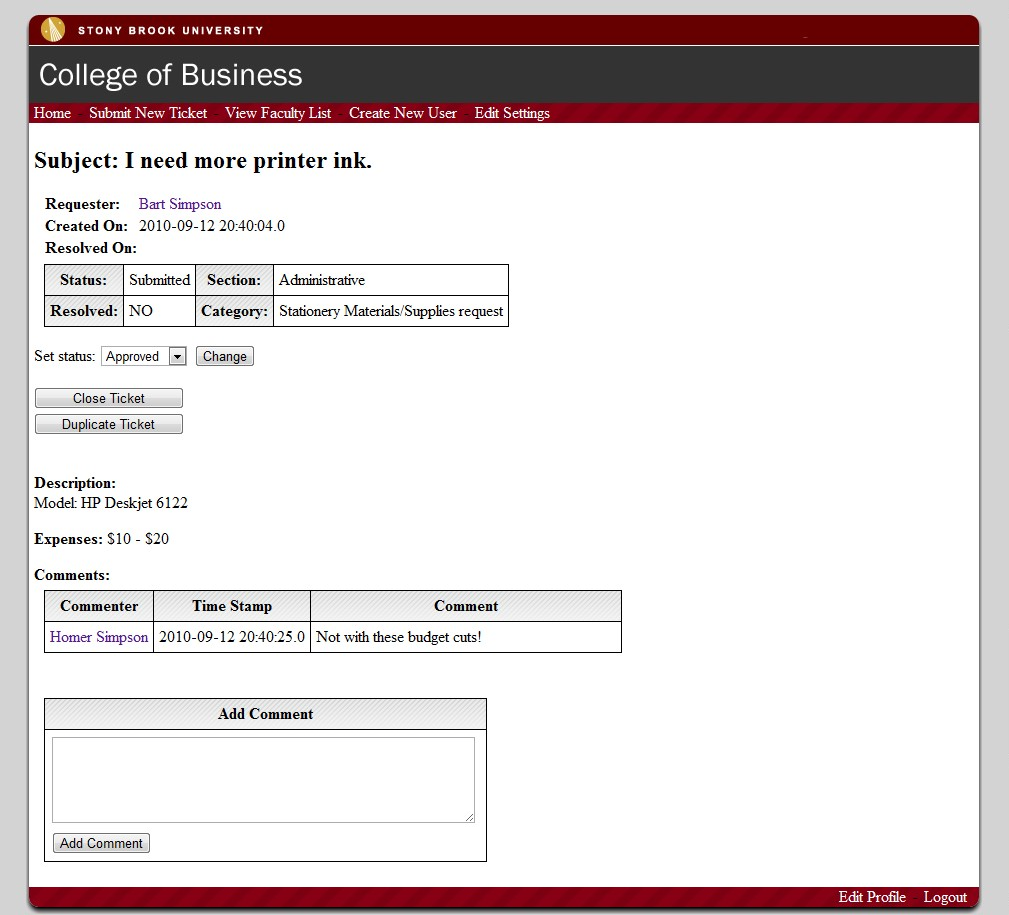 STONY BROOK UNIVERSITY
College of Business
Home - Submit New Ticket - View Faculty List - Create New User - Edit Settings
Subject: I need more printer ink.
Requester: Bart Simpson
Created On: 2010-09-12 20:40:04.0
Resolved On:
Status: Submitted Section: Administrative
Resolved: NO Category: Stationery Materials/Supplies request
Set status: Approved Change
Close Ticket
Duplicate Ticket
Description:
Model: HP Deskjet 6122
Expenses: $10 - $20
Comments:
Commenter Time Stamp Comment
Homer Simpson 2010-09-12 20:40:25.0 Not with these budget cuts!
Add Comment
Add Comment
Edit Profile - Logout